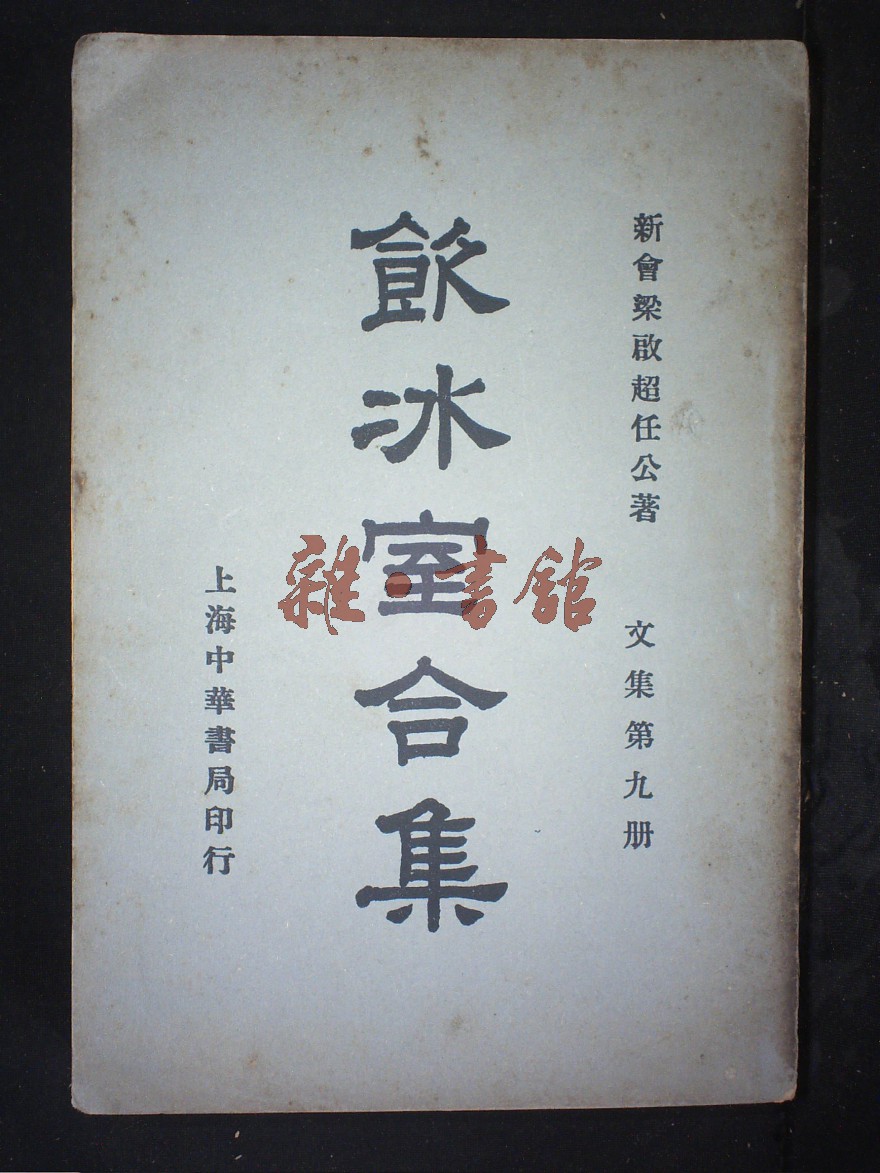 新會梁啟超任公著
文集第九册
飲冰室合集
上海中華書局印行
雜·書館